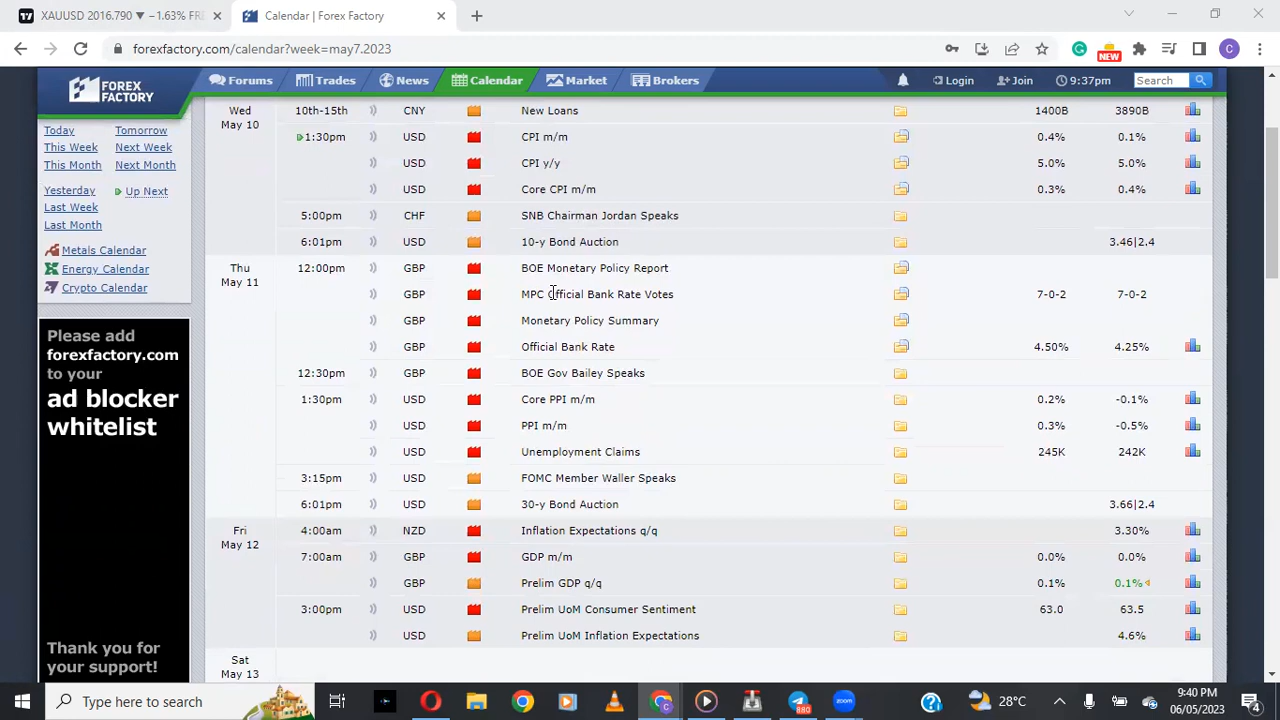 XAUUSD 2016.790 ▼ −1.63% FRE
Calendar | Forex Factory
forexfactory.com/calendar?week=may7.2023
NEW
C
FOREX FACTORY
Forums Trades News Calendar Market Brokers Login Join 9:37pm Search
Today Tomorrow
This Week Next Week
This Month Next Month
Yesterday Up Next
Last Week
Last Month
Metals Calendar
Energy Calendar
Crypto Calendar
Please add
forexfactory.com
to your
ad blocker
whitelist
Thank you for
your support!
Wed May 10 10th-15th CNY New Loans 1400B 3890B
1:30pm USD CPI m/m 0.4% 0.1%
USD CPI y/y 5.0% 5.0%
USD Core CPI m/m 0.3% 0.4%
5:00pm CHF SNB Chairman Jordan Speaks
6:01pm USD 10-y Bond Auction 3.46|2.4
Thu May 11 12:00pm GBP BOE Monetary Policy Report
GBP MPC Official Bank Rate Votes 7-0-2 7-0-2
GBP Monetary Policy Summary
GBP Official Bank Rate 4.50% 4.25%
12:30pm GBP BOE Gov Bailey Speaks
1:30pm USD Core PPI m/m 0.2% -0.1%
USD PPI m/m 0.3% -0.5%
USD Unemployment Claims 245K 242K
3:15pm USD FOMC Member Waller Speaks
6:01pm USD 30-y Bond Auction 3.66|2.4
Fri May 12 4:00am NZD Inflation Expectations q/q 3.30%
7:00am GBP GDP m/m 0.0% 0.0%
GBP Prelim GDP q/q 0.1% 0.1%
3:00pm USD Prelim UoM Consumer Sentiment 63.0 63.5
USD Prelim UoM Inflation Expectations 4.6%
Sat May 13
Type here to search
880
zoom
28°C
9:40 PM
06/05/2023
4